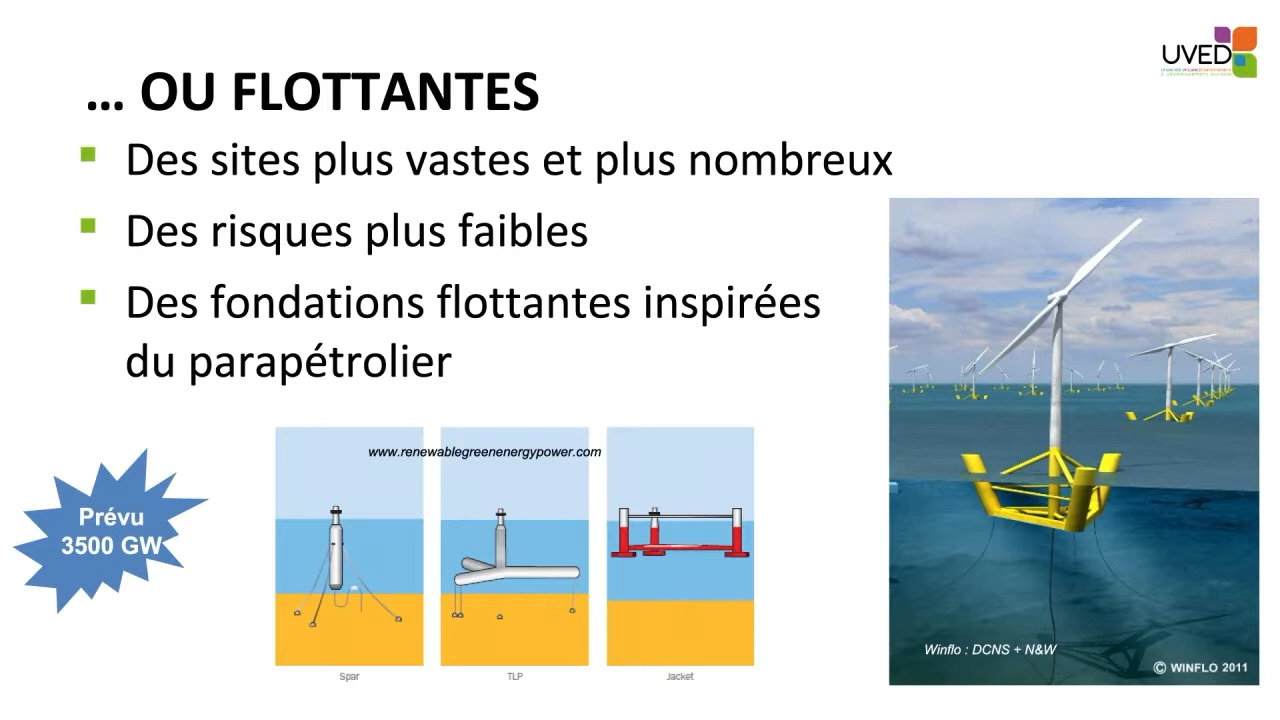 UVED
… OU FLOTTANTES
Des sites plus vastes et plus nombreux
Des risques plus faibles
Des fondations flottantes inspirées
du parapétrolier
www.renewablegreenenergypower.com
Prévu
3500 GW
Spar
TLP
Jacket
Winflo : DCNS + N&W
© WINFLO 2011